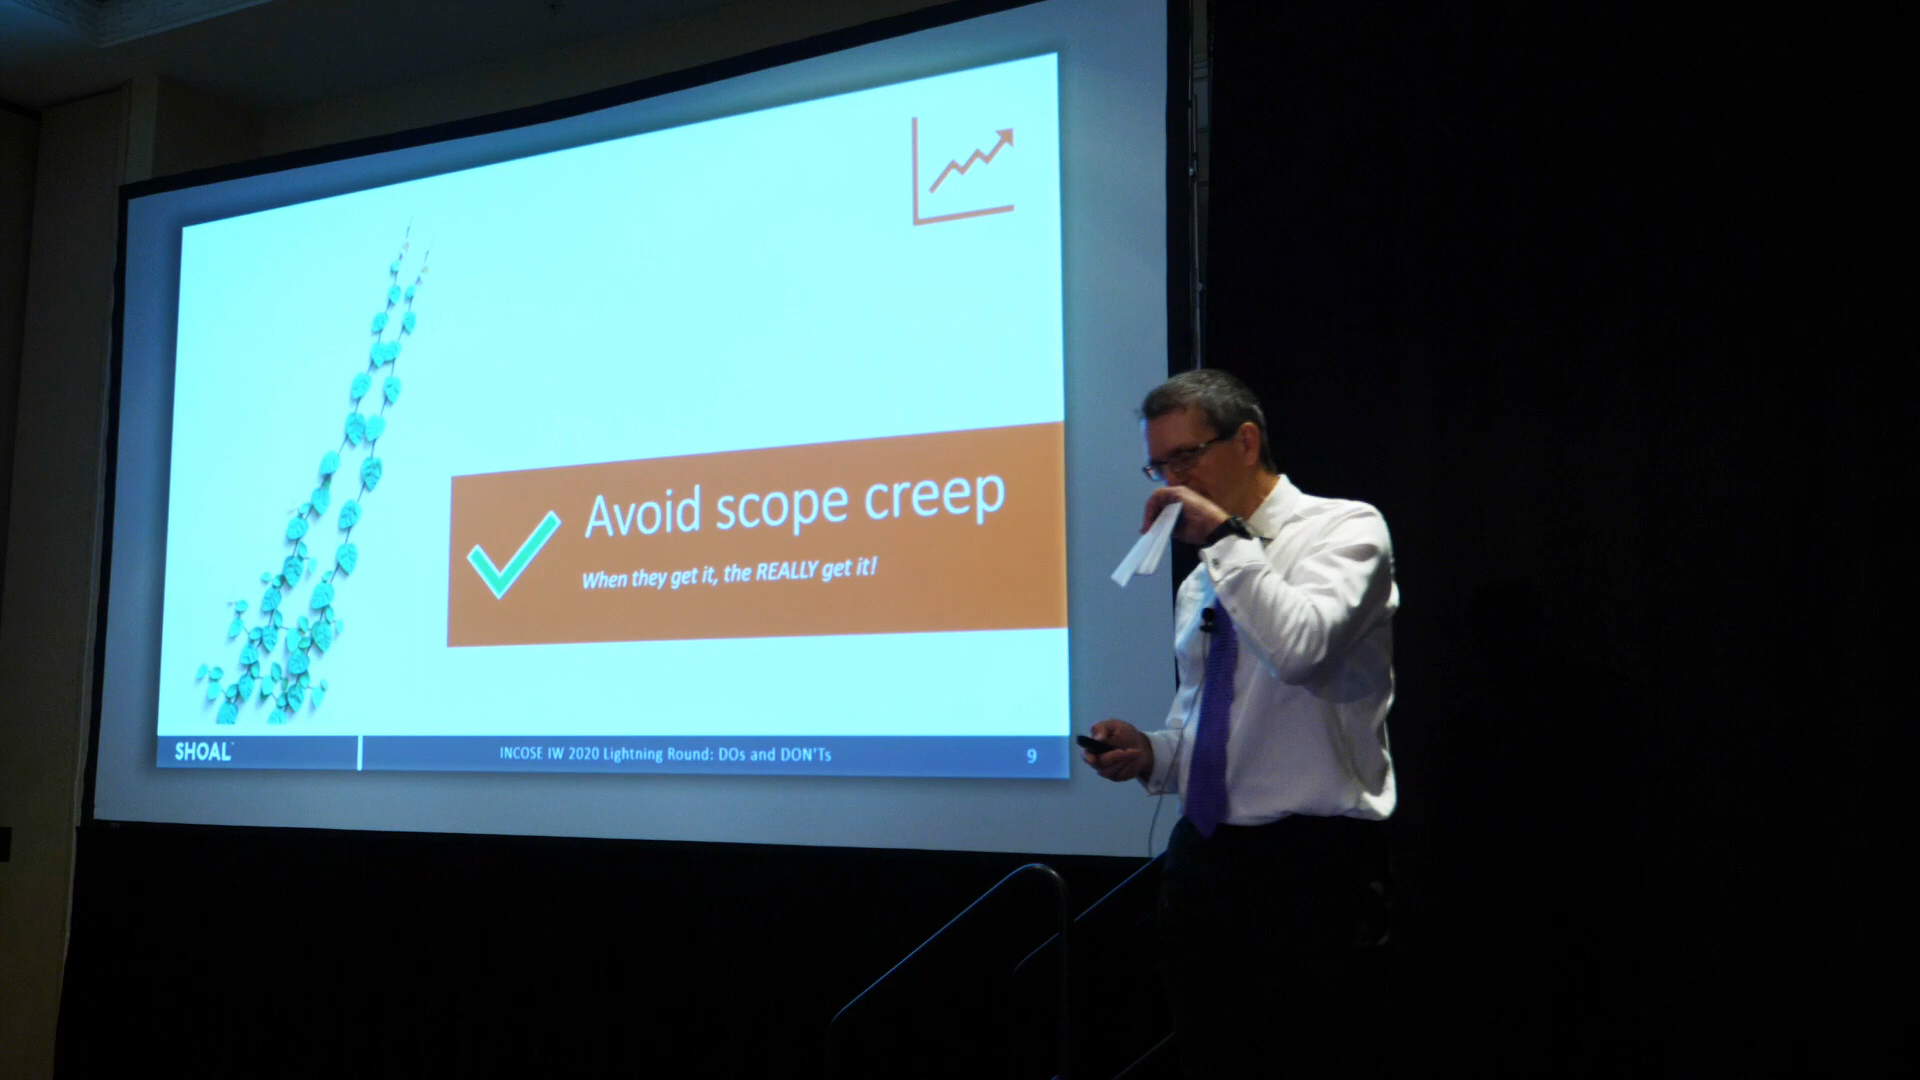 Avoid scope creep
When they get it, the REALLY get it!
SHOAL
INCOSE IW 2020 Lightning Round: DOs and DON'Ts
9